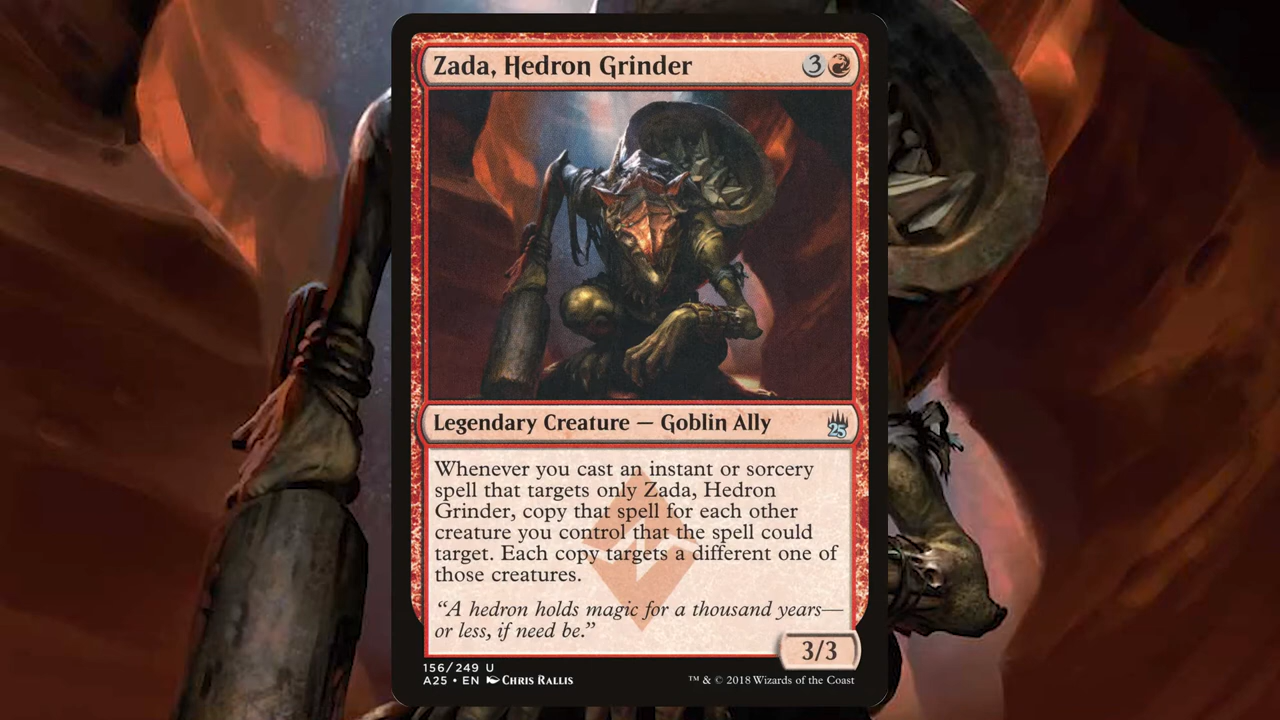 Zada, Hedron Grinder 3
Legendary Creature — Goblin Ally
25
Whenever you cast an instant or sorcery
spell that targets only Zada, Hedron
Grinder, copy that spell for each other
creature you control that the spell could
target. Each copy targets a different one of
those creatures.
“A hedron holds magic for a thousand years—
or less, if need be.”
3/3
156/249 U
A25 • EN Chris Rallis
™ & © 2018 Wizards of the Coast